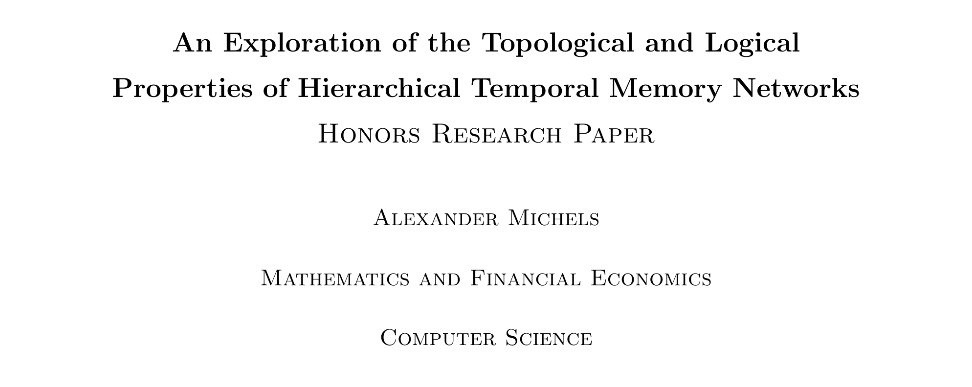 An Exploration of the Topological and Logical
Properties of Hierarchical Temporal Memory Networks
Honors Research Paper
Alexander Michels
Mathematics and Financial Economics
Computer Science